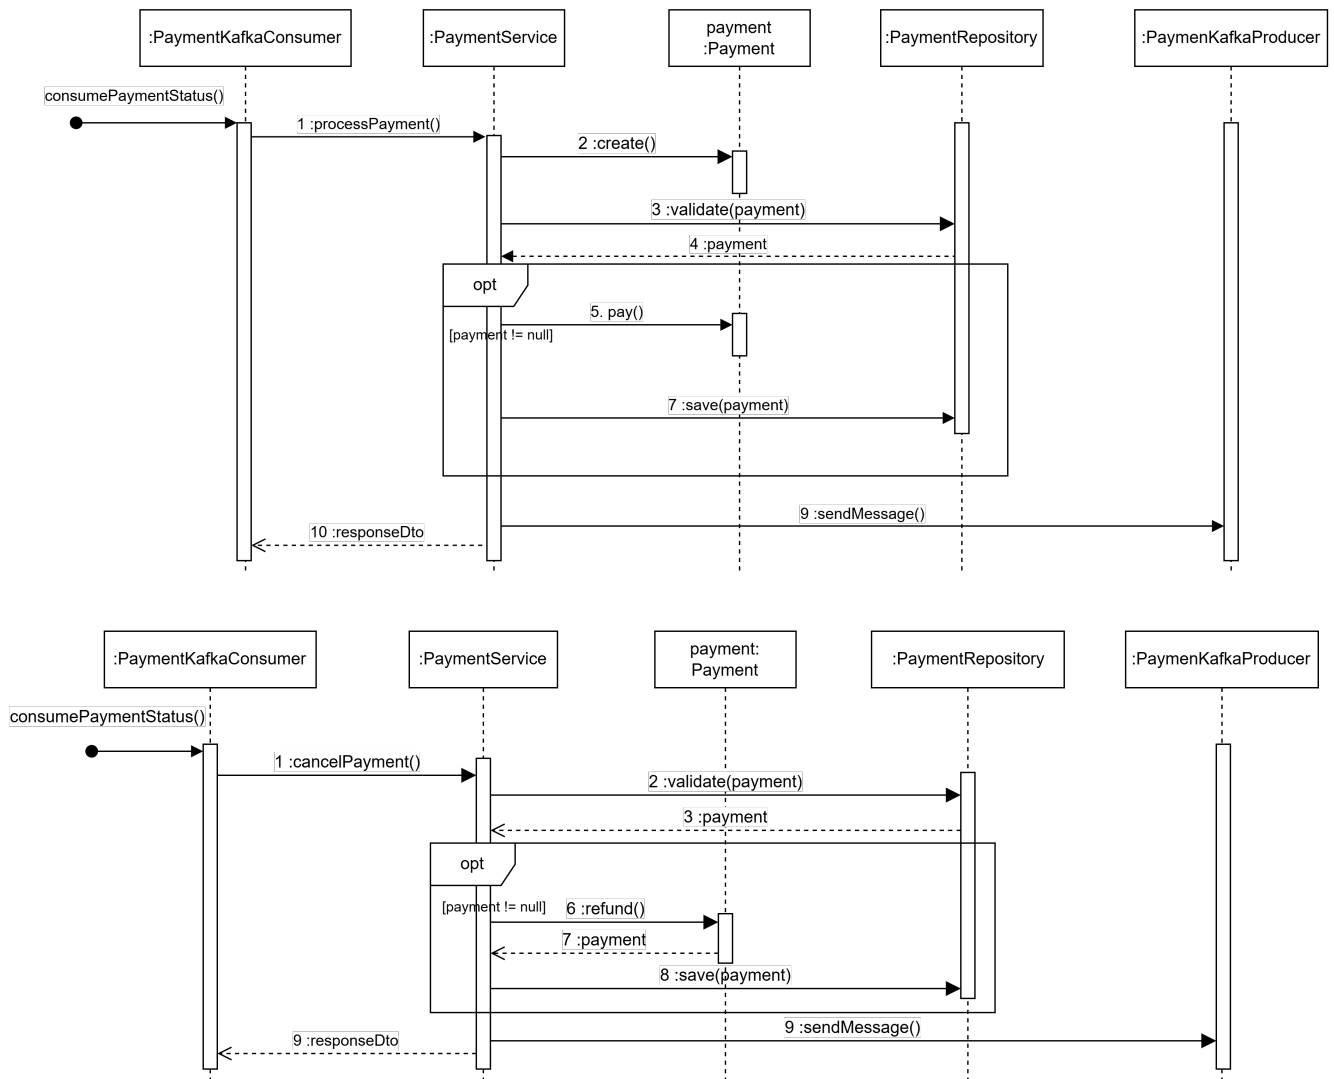 :PaymentKafkaConsumer
:PaymentService
payment
:Payment
:PaymentRepository
:PaymenKafkaProducer
consumePaymentStatus()
1 :processPayment()
2 :create()
3 :validate(payment)
4 :payment
opt
5. pay()
[payment != null]
7 :save(payment)
9 :sendMessage()
10 :responseDto
:PaymentKafkaConsumer
:PaymentService
payment:
Payment
:PaymentRepository
:PaymenKafkaProducer
consumePaymentStatus()
1 :cancelPayment()
2 :validate(payment)
3 :payment
opt
[payment != null]
6 :refund()
7 :payment
8 :save(payment)
9 :sendMessage()
9 :responseDto